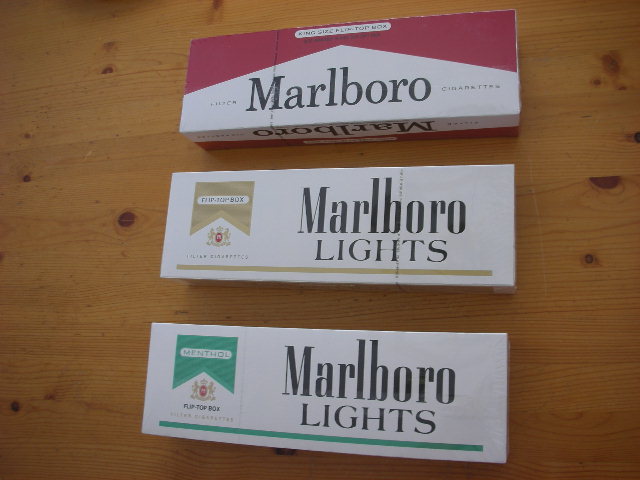 KING SIZE FLIP-TOP BOX
FILTER Marlboro CIGARETTES
Marlboro
FLIP-TOP BOX
FILTER CIGARETTES
Marlboro
LIGHTS
MENTHOL
FLIP-TOP BOX
FILTER CIGARETTES
Marlboro
LIGHTS